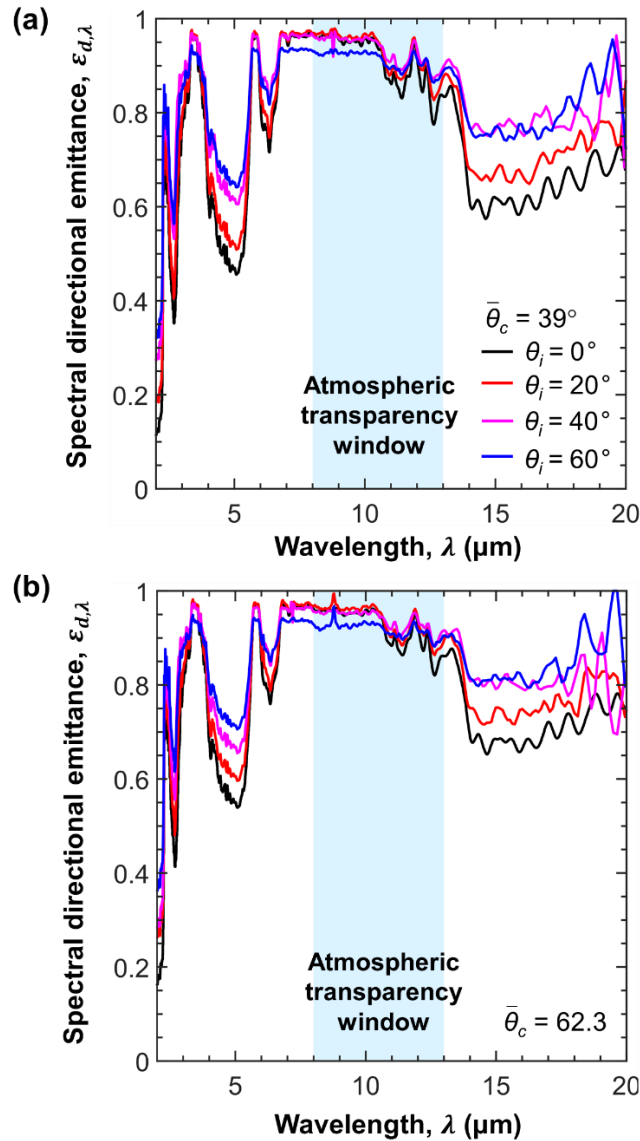 (a)
Spectral directional emittance, εd,λ
1
0.8
0.6
0.4
0.2
0
θ̅c = 39°
θi = 0°
θi = 20°
θi = 40°
θi = 60°
Atmospheric
transparency
window
5
10
15
20
Wavelength, λ (μm)
(b)
Spectral directional emittance, εd,λ
1
0.8
0.6
0.4
0.2
0
Atmospheric
transparency
window
θ̅c = 62.3
5
10
15
20
Wavelength, λ (μm)